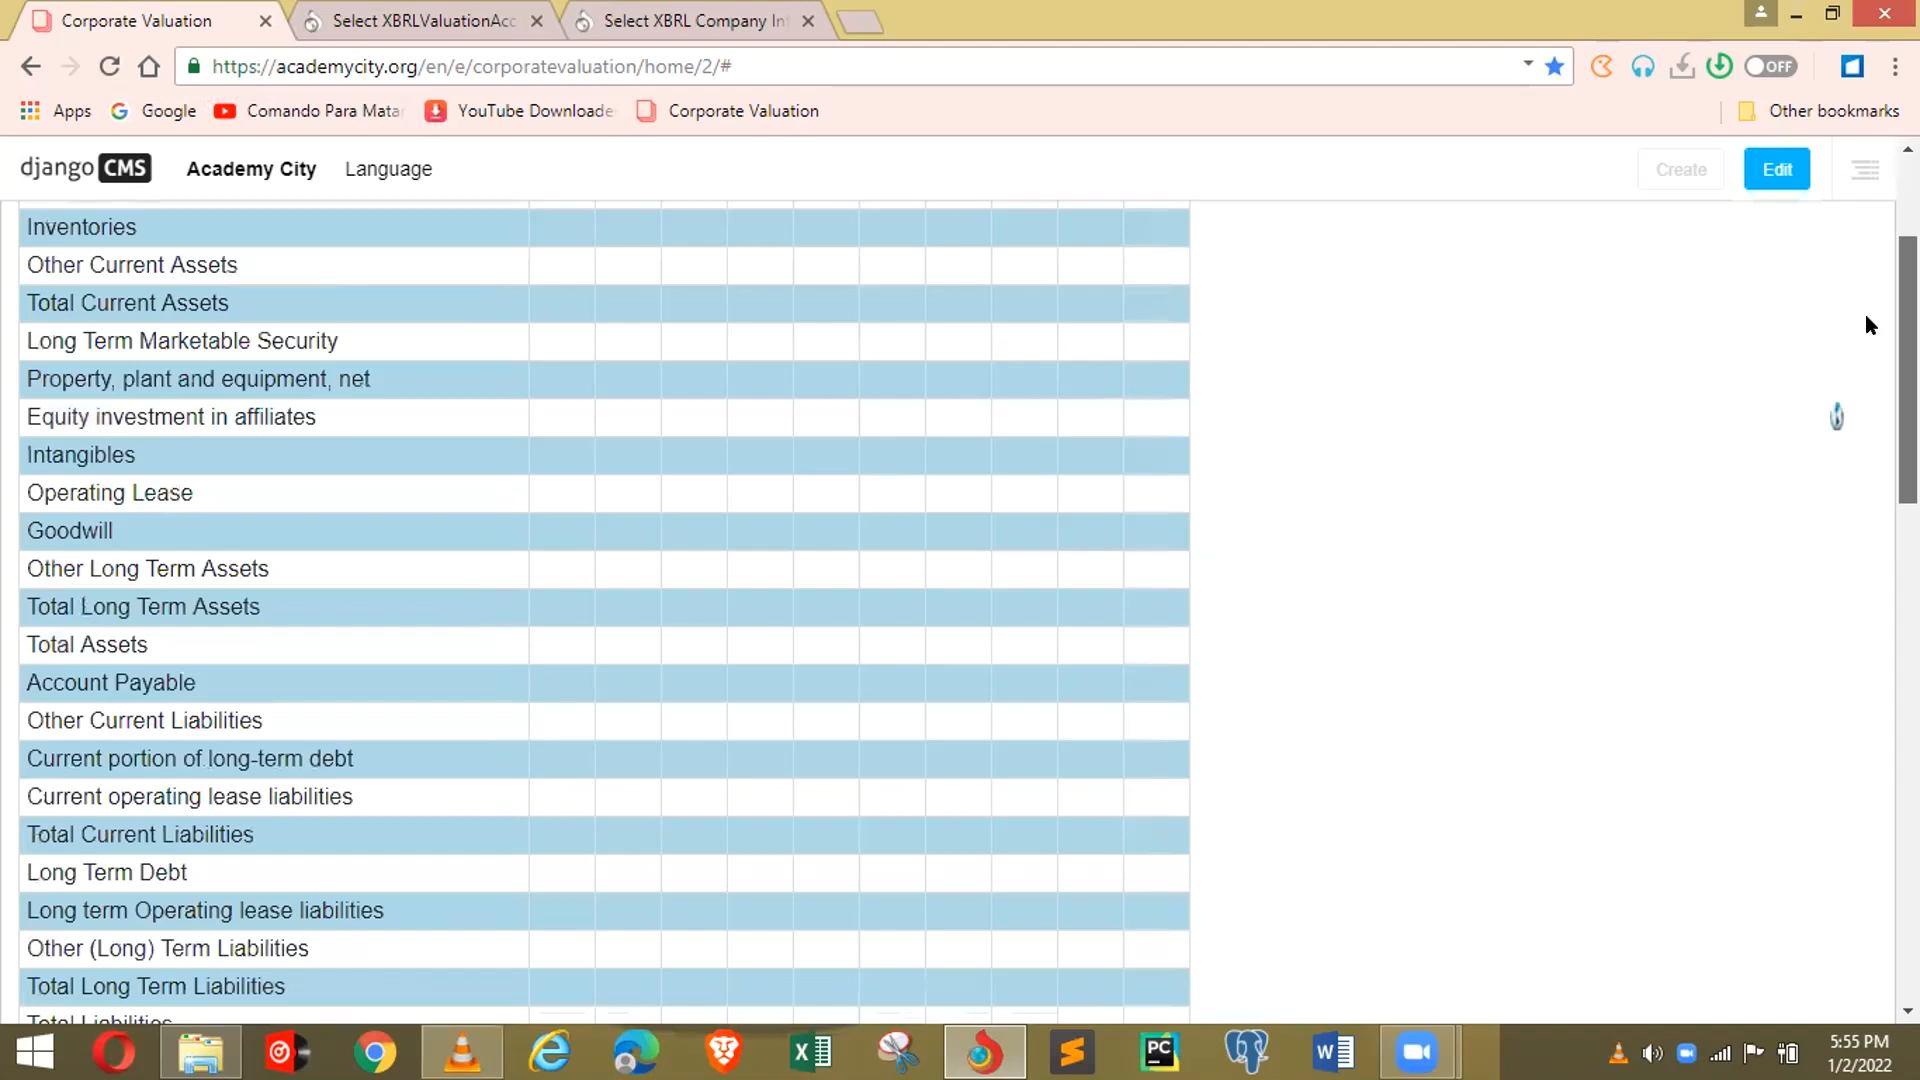 Corporate Valuation
Select XBRLValuationAcc
Select XBRL Company In
https://academycity.org/en/e/corporatevaluation/home/2/#
OFF
Apps
Google
Comando Para Matar
YouTube Downloade
Corporate Valuation
Other bookmarks
django CMS
Academy City
Language
Create
Edit
Inventories
Other Current Assets
Total Current Assets
Long Term Marketable Security
Property, plant and equipment, net
Equity investment in affiliates
Intangibles
Operating Lease
Goodwill
Other Long Term Assets
Total Long Term Assets
Total Assets
Account Payable
Other Current Liabilities
Current portion of long-term debt
Current operating lease liabilities
Total Current Liabilities
Long Term Debt
Long term Operating lease liabilities
Other (Long) Term Liabilities
Total Long Term Liabilities
Total Liabilities
PC
5:55 PM
1/2/2022